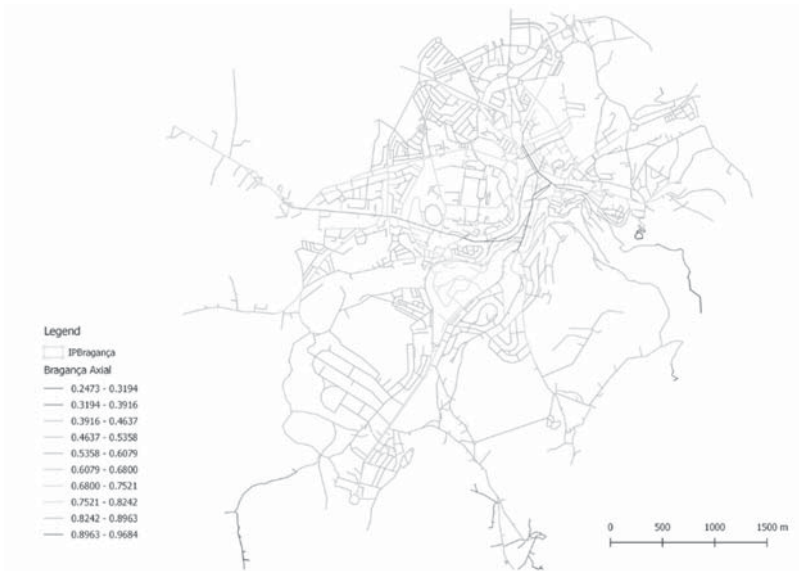 Legend
IPBragança
Bragança Axial
0.2473 - 0.3194
0.3194 - 0.3916
0.3916 - 0.4637
0.4637 - 0.5358
0.5358 - 0.6079
0.6079 - 0.6800
0.6800 - 0.7521
0.7521 - 0.8242
0.8242 - 0.8963
0.8963 - 0.9684
0 500 1000 1500 m